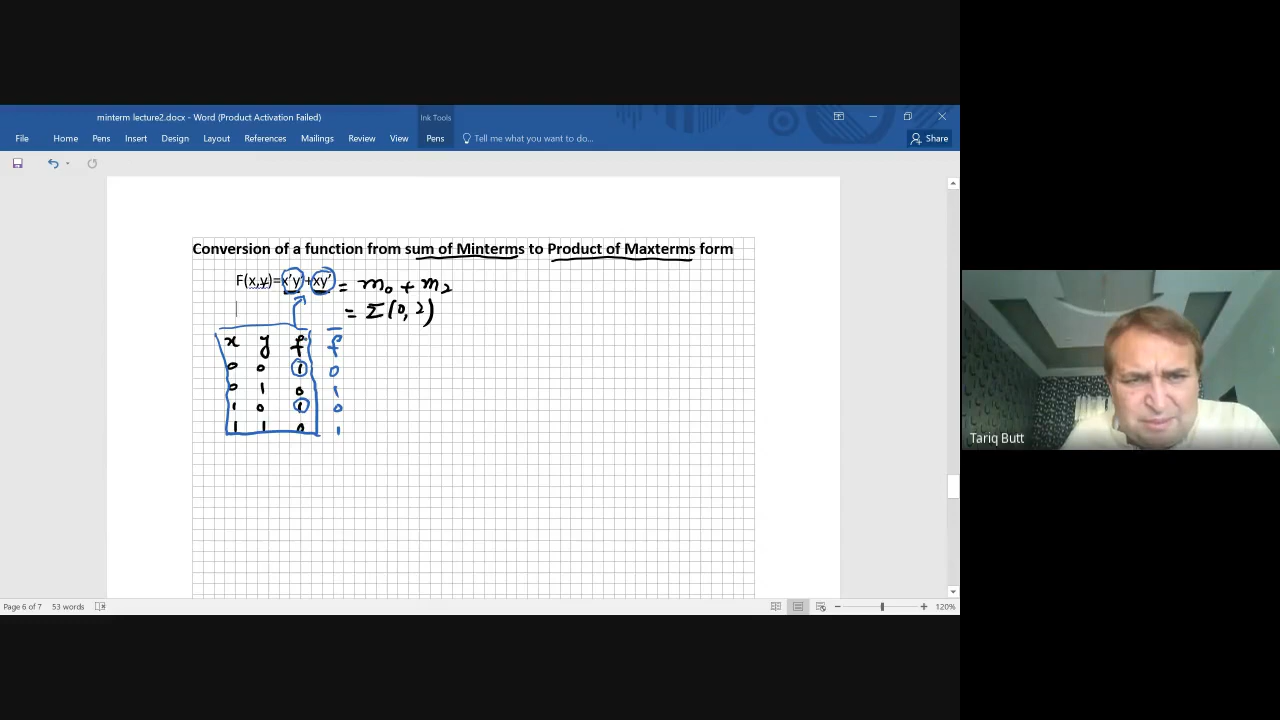 minterm lecture2.docx - Word (Product Activation Failed)
Ink Tools
File Home Pens Insert Design Layout References Mailings Review View Pens Tell me what you want to do... Share
Conversion of a function from sum of Minterms to Product of Maxterms form
F(x,y)=x'y'+xy' = m₀ + m₂
= Σ(0, 2)
x y f f̅
0 0 1 0
0 1 0 1
1 0 1 0
1 1 0 1
Tariq Butt
Page 6 of 7 53 words 120%